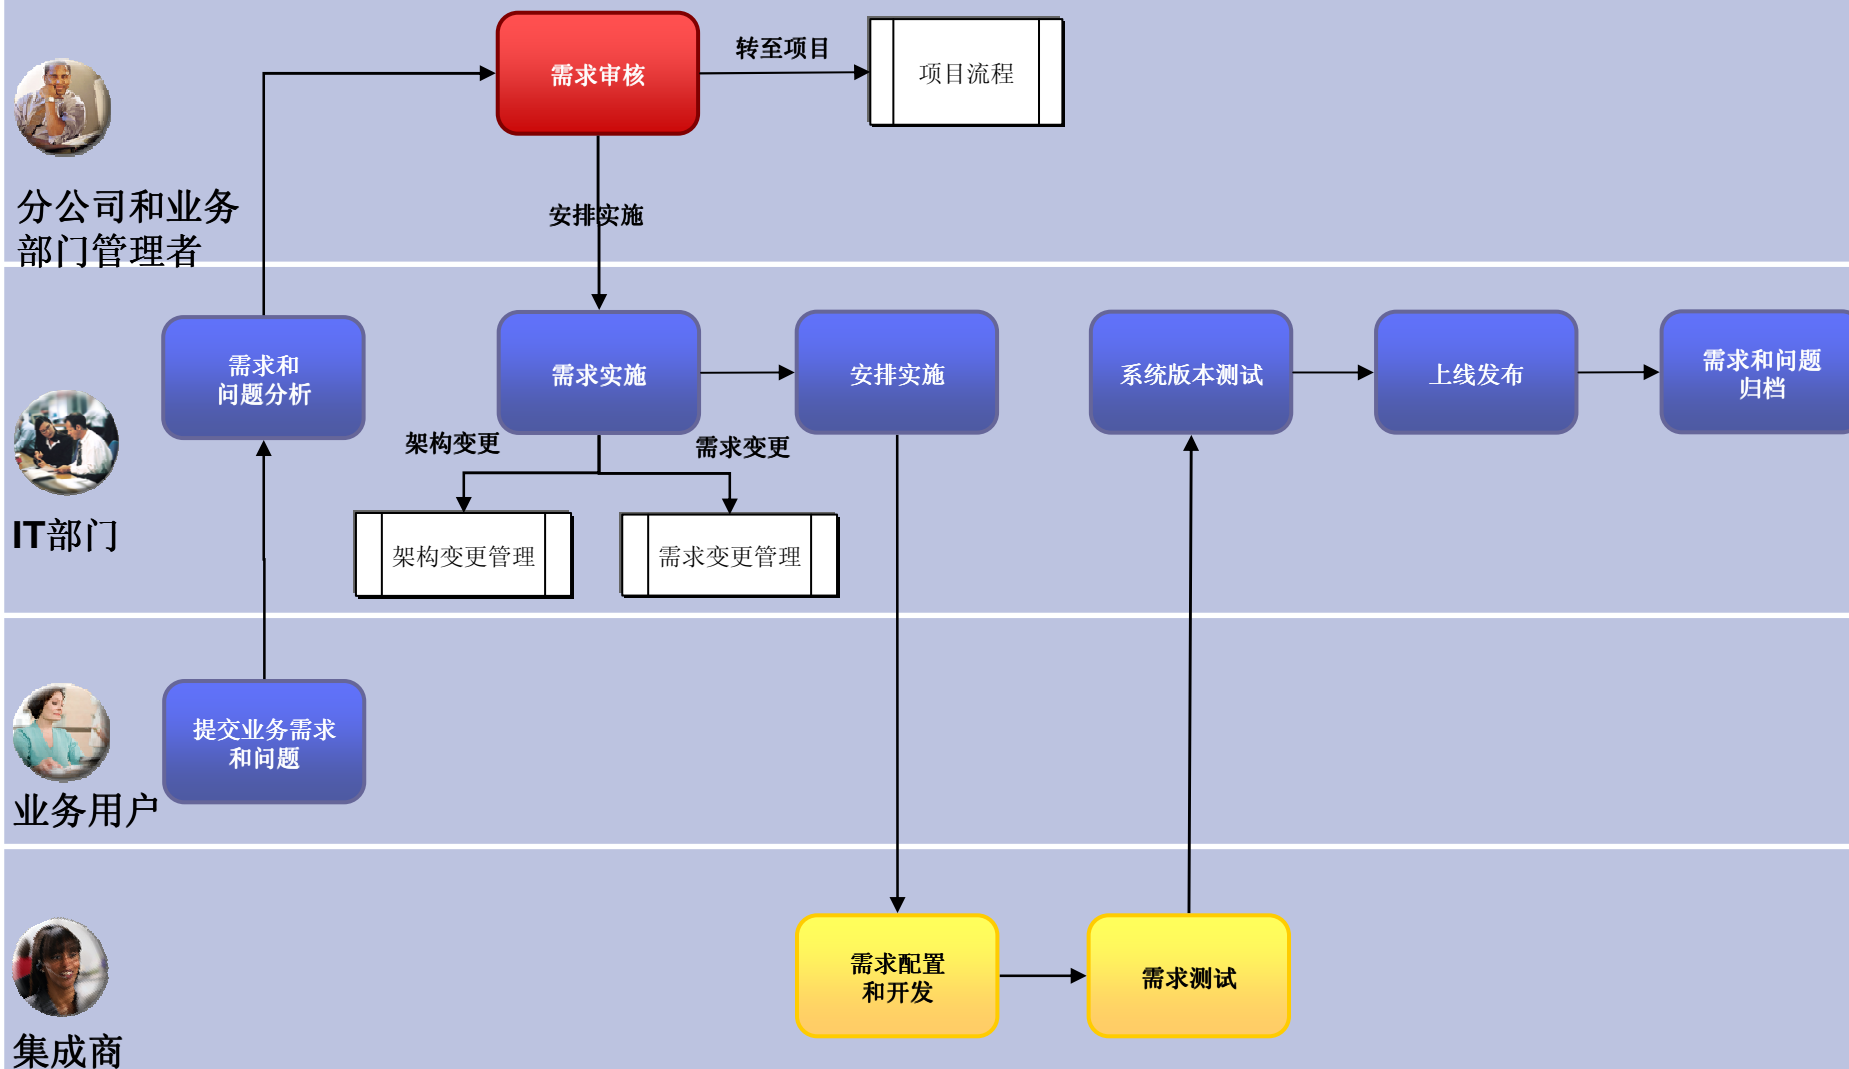 需求审核
转至项目
项目流程
分公司和业务
部门管理者
安排实施
需求和
问题分析
需求实施
安排实施
系统版本测试
上线发布
需求和问题
归档
架构变更
需求变更
IT部门
架构变更管理
需求变更管理
提交业务需求
和问题
业务用户
需求配置
和开发
需求测试
集成商